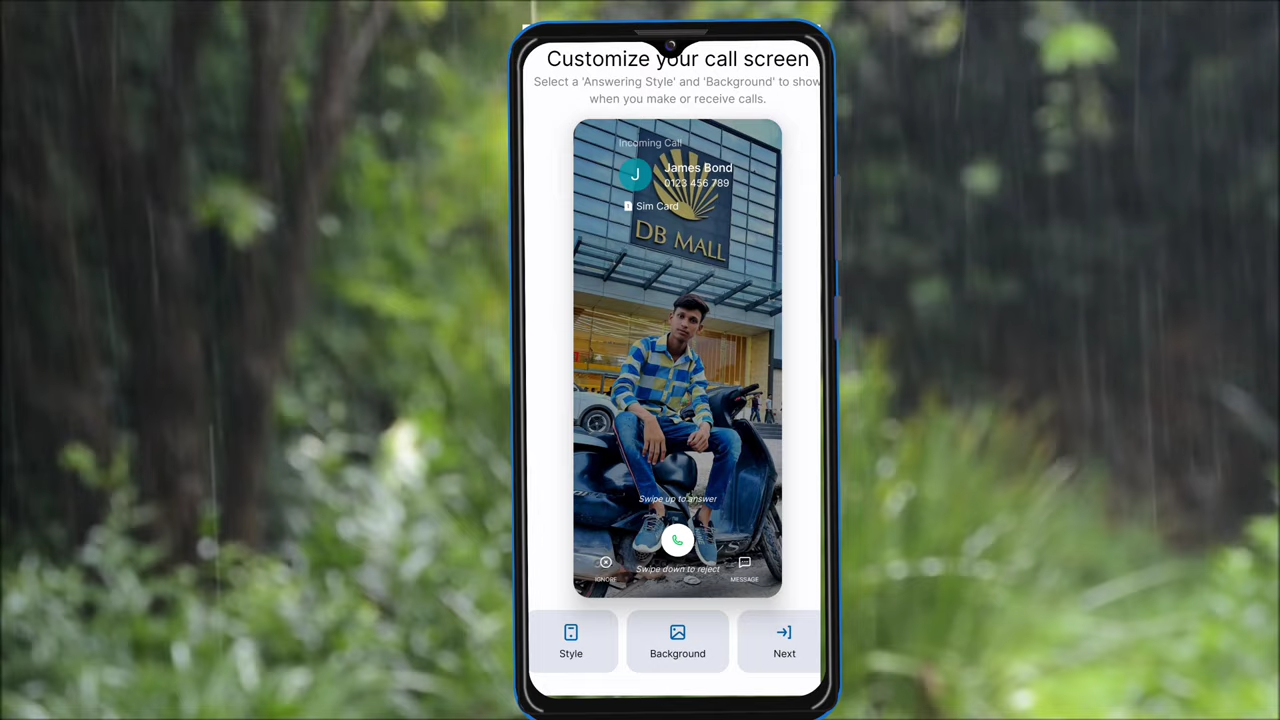 Customize your call screen
Select a 'Answering Style' and 'Background' to show
when you make or receive calls.
Incoming Call
J
James Bond
0123 456 789
Sim Card
DB MALL
Swipe up to answer
Swipe down to reject
IGNORE
MESSAGE
Style
Background
Next